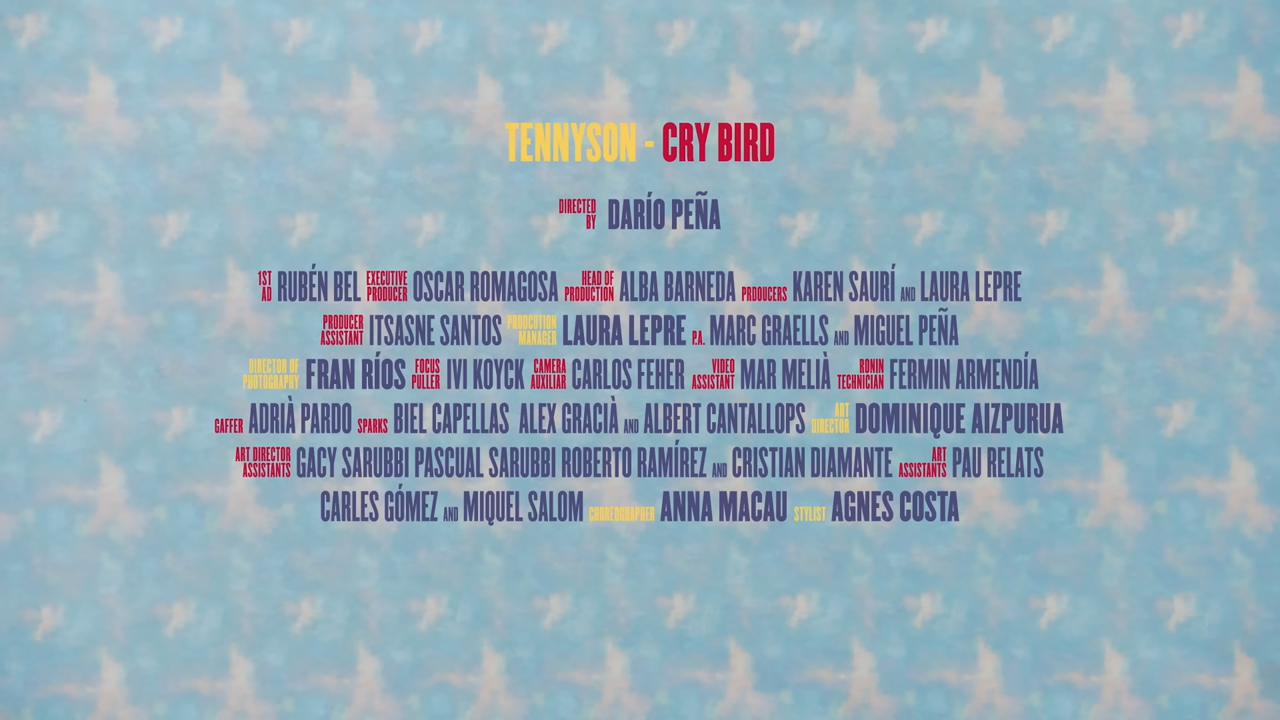 TENNYSON - CRY BIRD
DIRECTED BY DARÍO PEÑA
1ST AD RUBÉN BEL EXECUTIVE PRODUCER OSCAR ROMAGOSA HEAD OF PRODUCTION ALBA BARNEDA PRDOUCERS KAREN SAURÍ AND LAURA LEPRE
PRODUCER ASSISTANT ITSASNE SANTOS PRODCUTION MANAGER LAURA LEPRE P.A. MARC GRAELLS AND MIGUEL PEÑA
DIRECTOR OF PHOTOGRAPHY FRAN RÍOS FOCUS PULLER IVI KOYCK CAMERA AUXILIAR CARLOS FEHER VIDEO ASSISTANT MAR MELIÀ RONIN TECHNICIAN FERMIN ARMENDÍA
GAFFER ADRIÀ PARDO SPARKS BIEL CAPELLAS ALEX GRACIÀ AND ALBERT CANTALLOPS ART DIRECTOR DOMINIQUE AIZPURUA
ART DIRECTOR ASSISTANTS GACY SARUBBI PASCUAL SARUBBI ROBERTO RAMÍREZ AND CRISTIAN DIAMANTE ART ASSISTANTS PAU RELATS
CARLES GÓMEZ AND MIQUEL SALOM CHOREOGRAPHER ANNA MACAU STYLIST AGNES COSTA